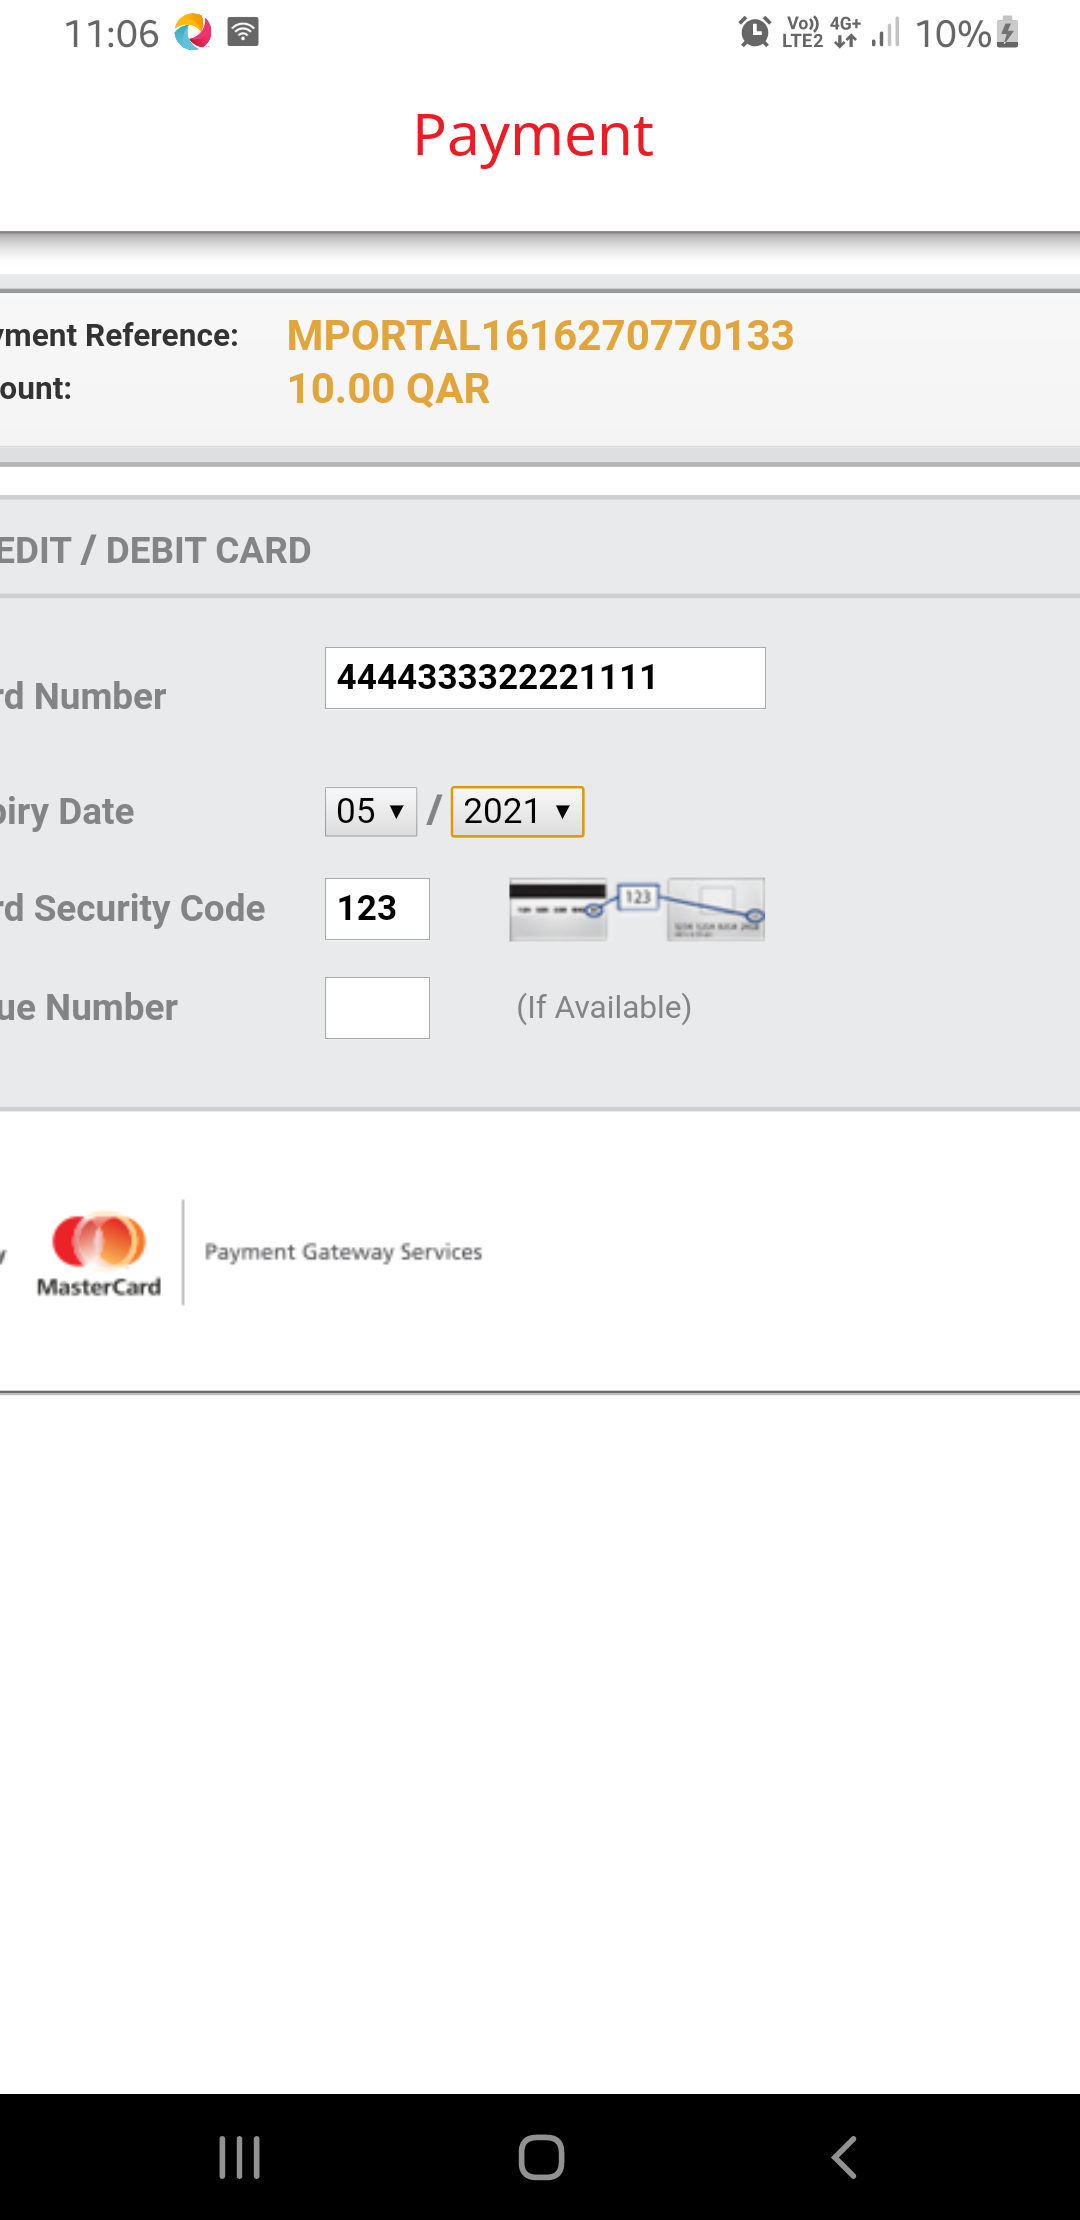 11:06 Vo)) LTE2 4G+ 10%
Payment
yment Reference: MPORTAL1616270770133
ount: 10.00 QAR
EDIT / DEBIT CARD
rd Number 4444333322221111
piry Date 05 / 2021
rd Security Code 123 123
ue Number (If Available)
y MasterCard Payment Gateway Services